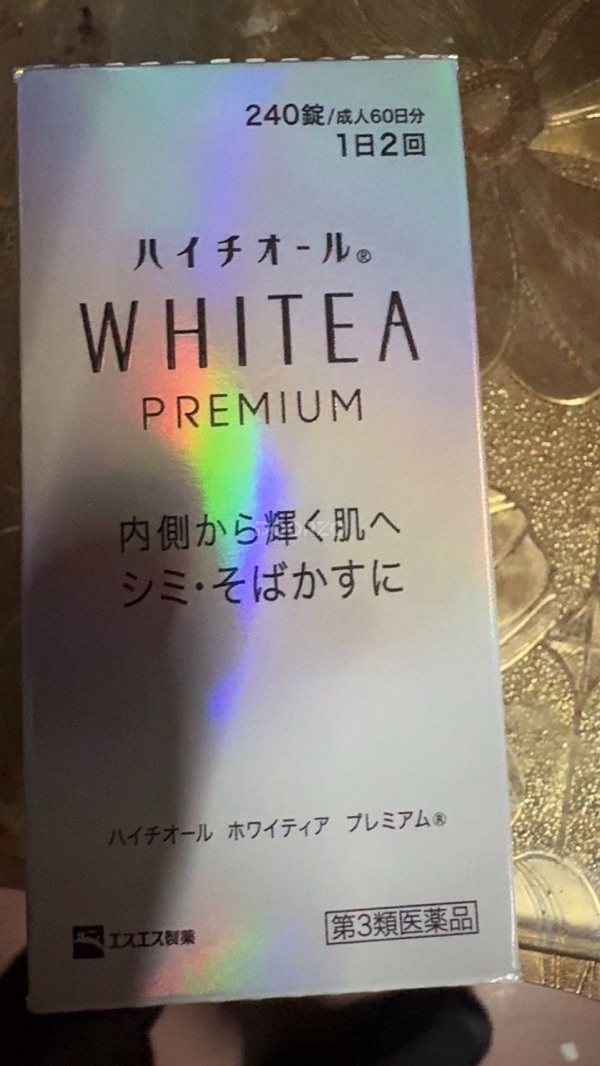 240錠/成人60日分
1日2回
ハイチオール®
WHITEA
PREMIUM
内側から輝く肌へ
シミ・そばかすに
ハイチオール ホワイティア プレミアム®
エスエス製薬
第3類医薬品